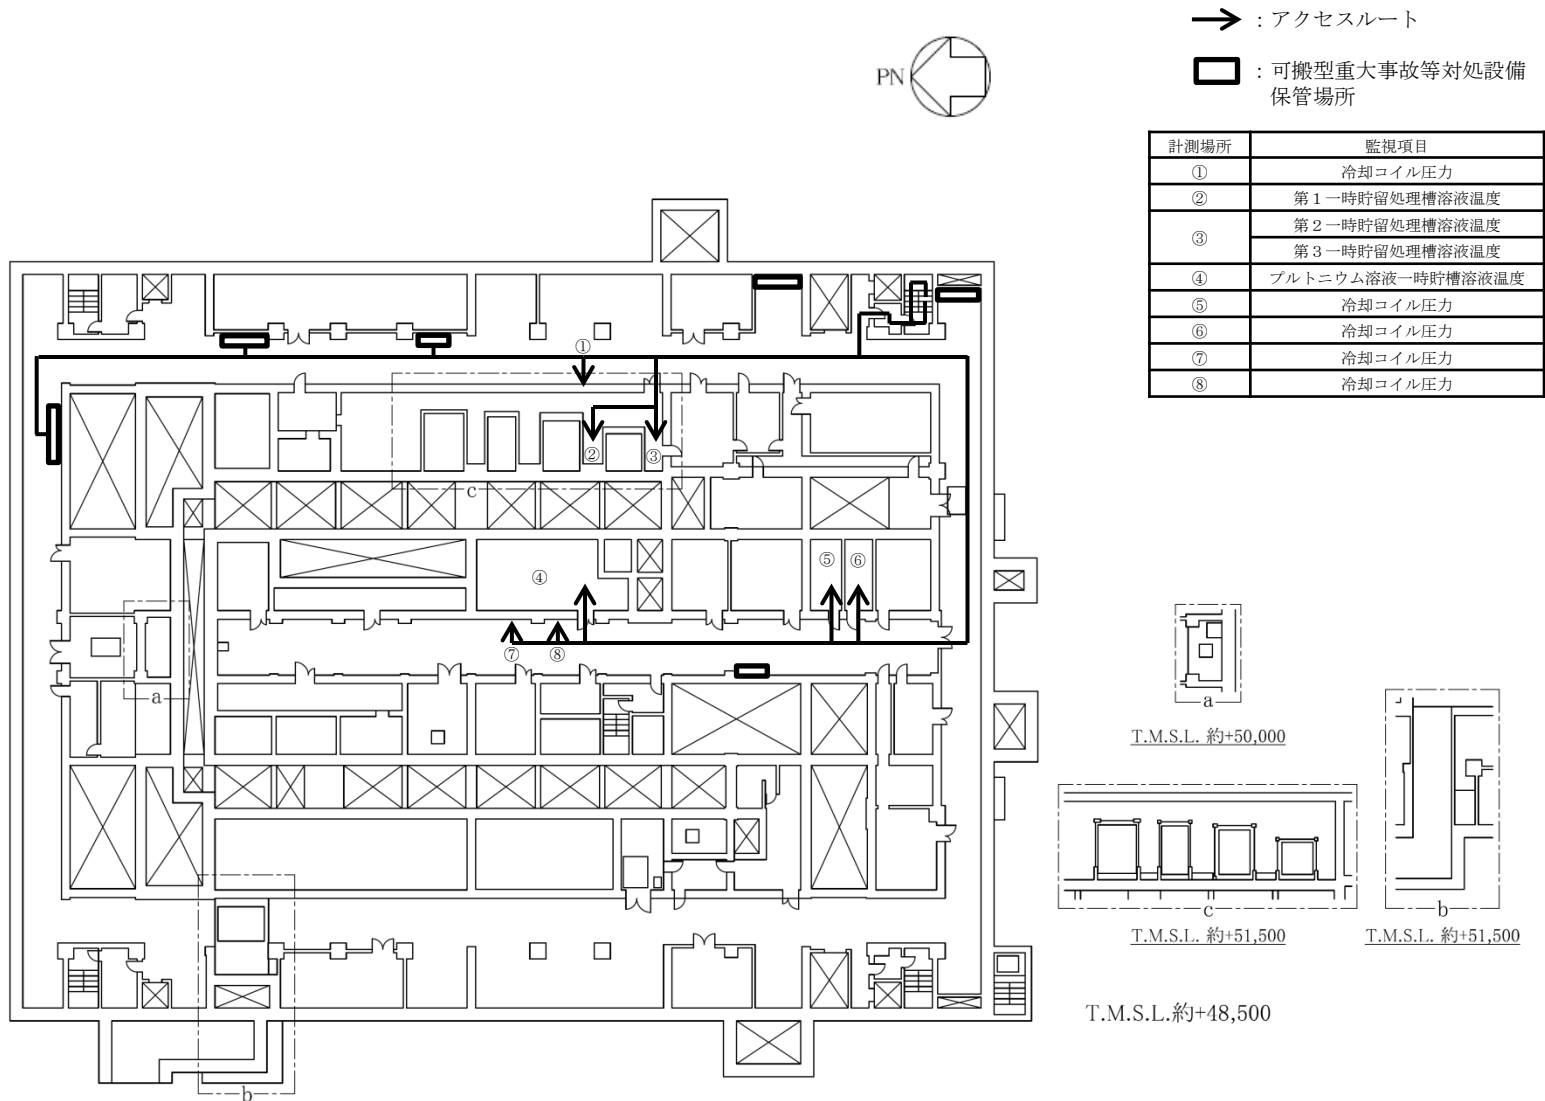 ：アクセスルート
PN
：可搬型重大事故等対処設備
保管場所
計測場所 監視項目
① 冷却コイル圧力
② 第１一時貯留処理槽溶液温度
③ 第２一時貯留処理槽溶液温度
第３一時貯留処理槽溶液温度
④ プルトニウム溶液一時貯槽溶液温度
⑤ 冷却コイル圧力
⑥ 冷却コイル圧力
⑦ 冷却コイル圧力
⑧ 冷却コイル圧力
①
② ③
c
⑤ ⑥
④
⑦ ⑧
a
b
a
T.M.S.L. 約+50,000
c
T.M.S.L. 約+51,500
b
T.M.S.L. 約+51,500
T.M.S.L.約+48,500